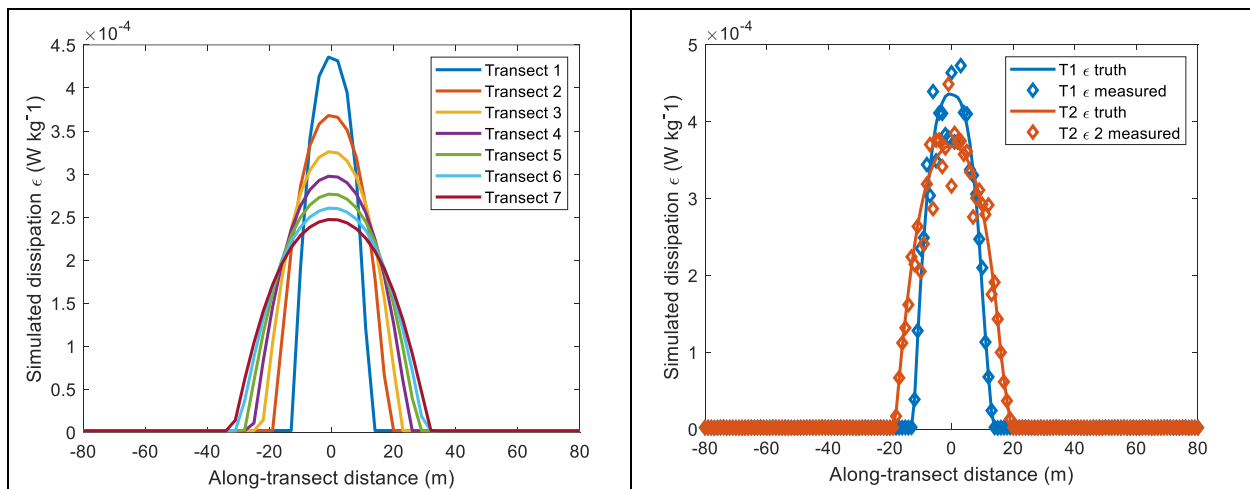 ×10⁻⁴
4.5
4
3.5
3
2.5
2
1.5
1
0.5
0
-80 -60 -40 -20 0 20 40 60 80
Simulated dissipation ϵ (W kg⁻1)
Along-transect distance (m)
Transect 1
Transect 2
Transect 3
Transect 4
Transect 5
Transect 6
Transect 7
×10⁻⁴
5
4
3
2
1
0
-80 -60 -40 -20 0 20 40 60 80
Simulated dissipation ϵ (W kg⁻1)
Along-transect distance (m)
T1 ϵ truth
T1 ϵ measured
T2 ϵ truth
T2 ϵ 2 measured